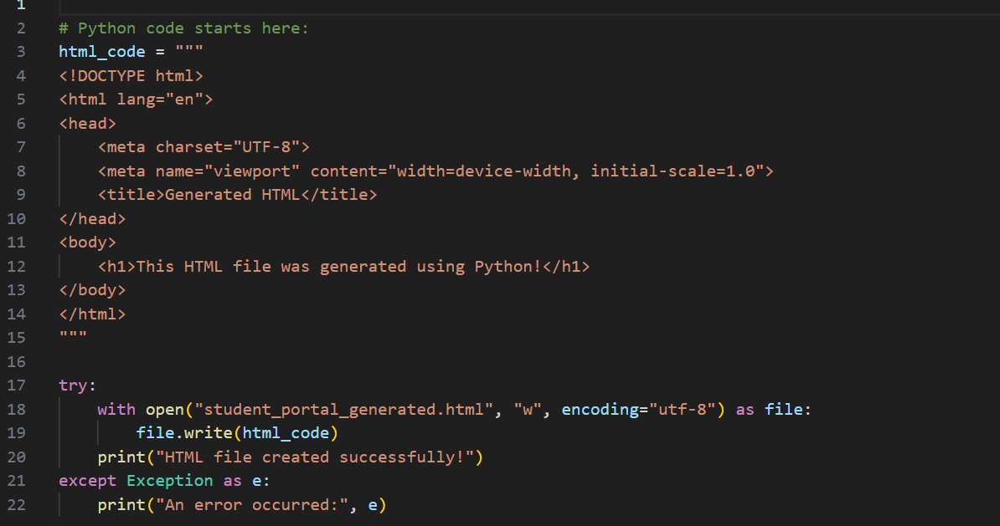 1
2 # Python code starts here:
3 html_code = """
4 <!DOCTYPE html>
5 <html lang="en">
6 <head>
7     <meta charset="UTF-8">
8     <meta name="viewport" content="width=device-width, initial-scale=1.0">
9     <title>Generated HTML</title>
10 </head>
11 <body>
12     <h1>This HTML file was generated using Python!</h1>
13 </body>
14 </html>
15 """
16
17 try:
18     with open("student_portal_generated.html", "w", encoding="utf-8") as file:
19         file.write(html_code)
20     print("HTML file created successfully!")
21 except Exception as e:
22     print("An error occurred:", e)